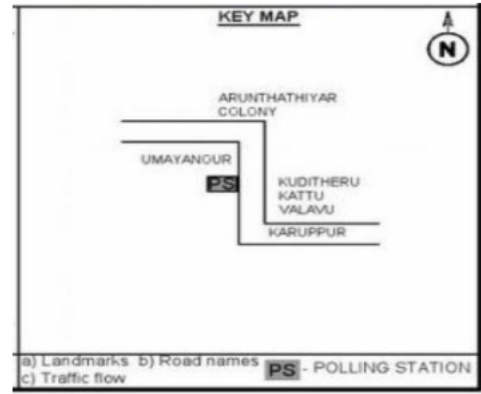 KEY MAP
N
ARUNTHATHIYAR
COLONY
UMAYANOUR
PS
KUDITHERU
KATTU
VALAVU
KARUPPUR
a) Landmarks b) Road names
c) Traffic flow
PS - POLLING STATION